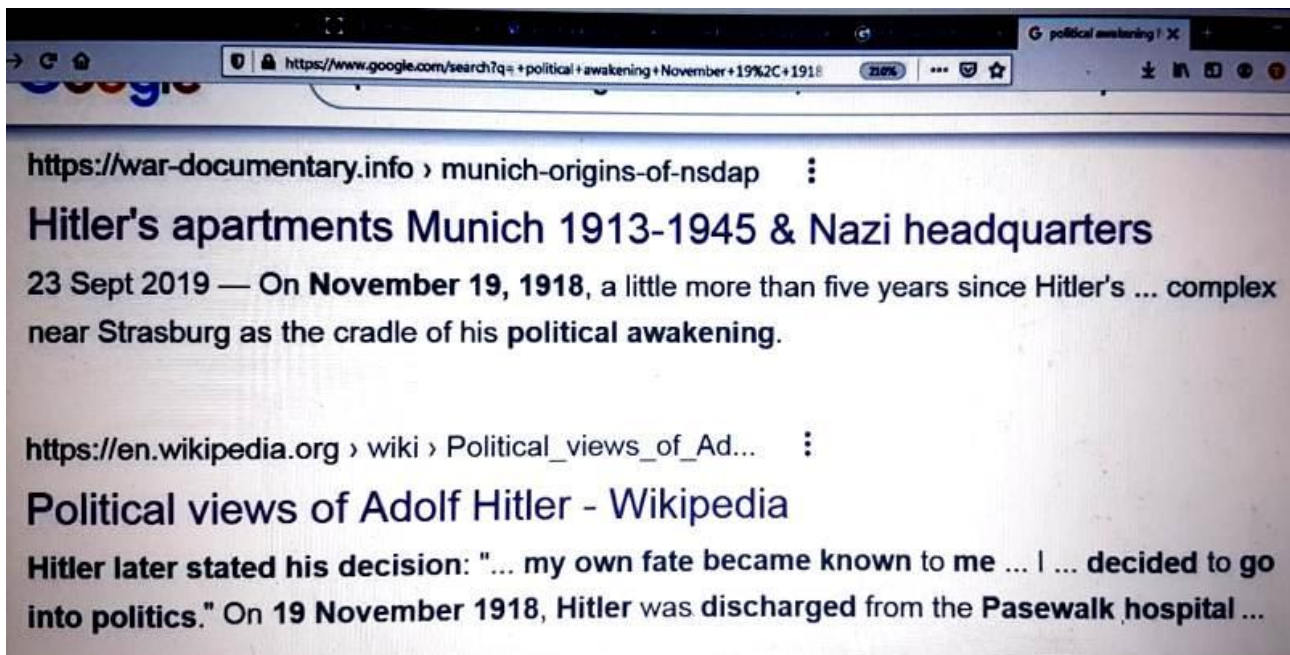 G political awakening N
https://www.google.com/search?q=+political+awakening+November+19%2C+1918
210%
Google
https://war-documentary.info › munich-origins-of-nsdap
Hitler's apartments Munich 1913-1945 & Nazi headquarters
23 Sept 2019 — On November 19, 1918, a little more than five years since Hitler's ... complex
near Strasburg as the cradle of his political awakening.
https://en.wikipedia.org › wiki › Political_views_of_Ad...
Political views of Adolf Hitler - Wikipedia
Hitler later stated his decision: "... my own fate became known to me ... I ... decided to go
into politics." On 19 November 1918, Hitler was discharged from the Pasewalk hospital ...